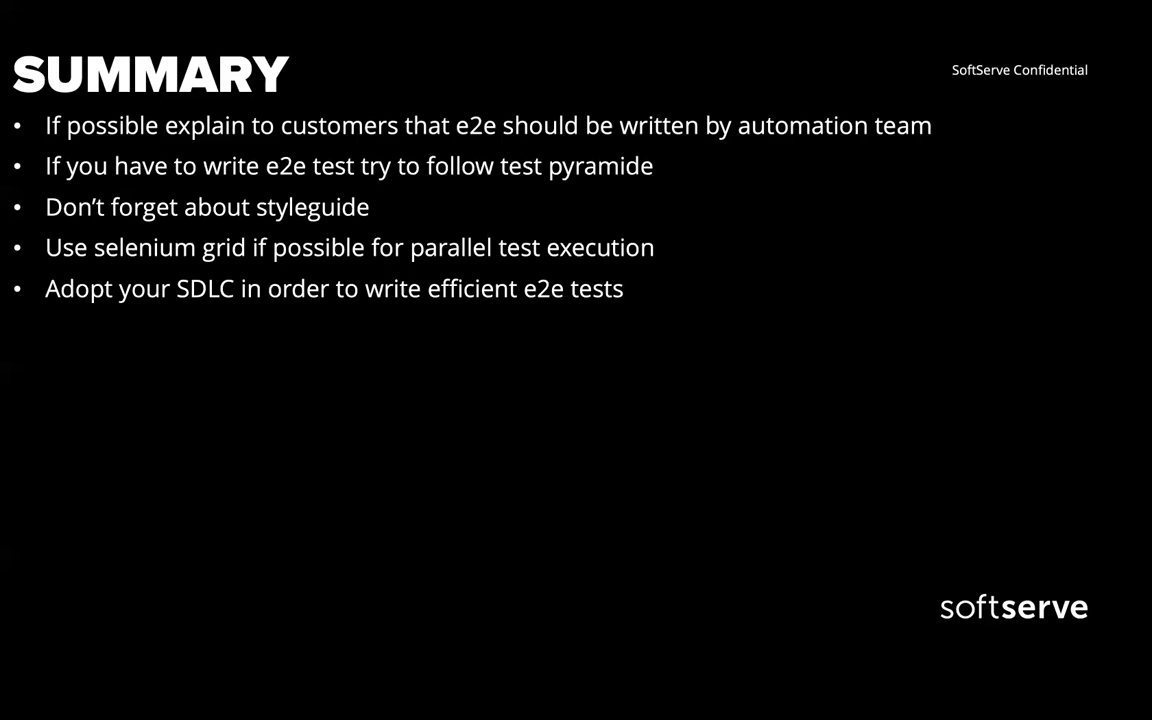 SUMMARY
SoftServe Confidential
• If possible explain to customers that e2e should be written by automation team
• If you have to write e2e test try to follow test pyramide
• Don’t forget about styleguide
• Use selenium grid if possible for parallel test execution
• Adopt your SDLC in order to write efficient e2e tests
softserve